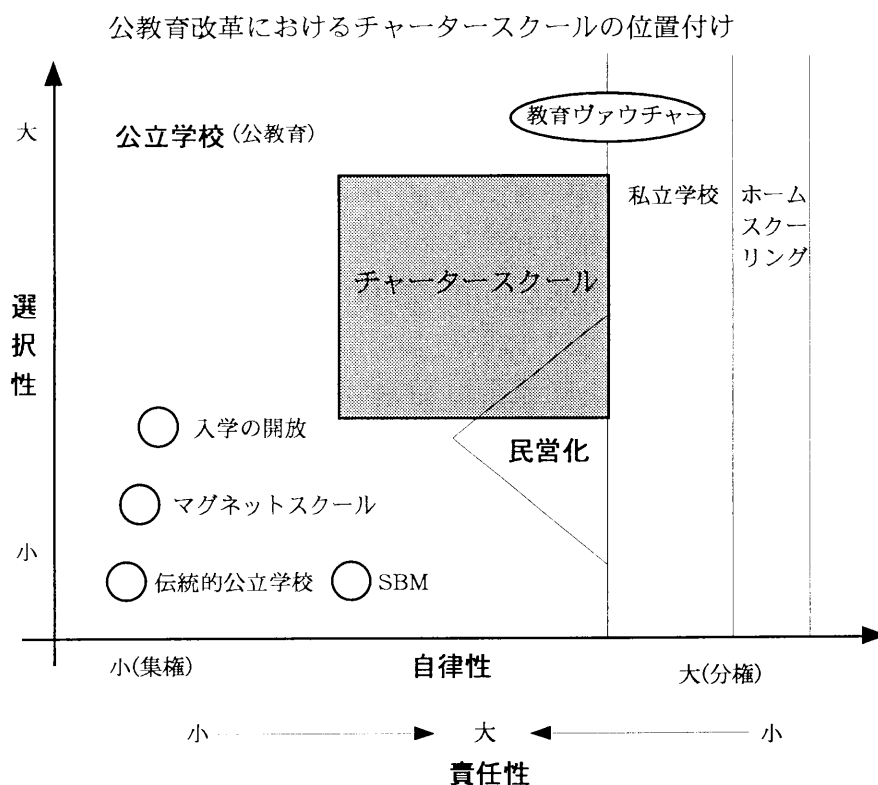 公教育改革におけるチャータースクールの位置付け
大
公立学校(公教育)
教育ヴァウチャー
私立学校
ホーム
スクー
リング
チャータースクール
選択性
入学の開放
民営化
マグネットスクール
小
伝統的公立学校
SBM
小(集権)
自律性
大(分権)
小
大
小
責任性